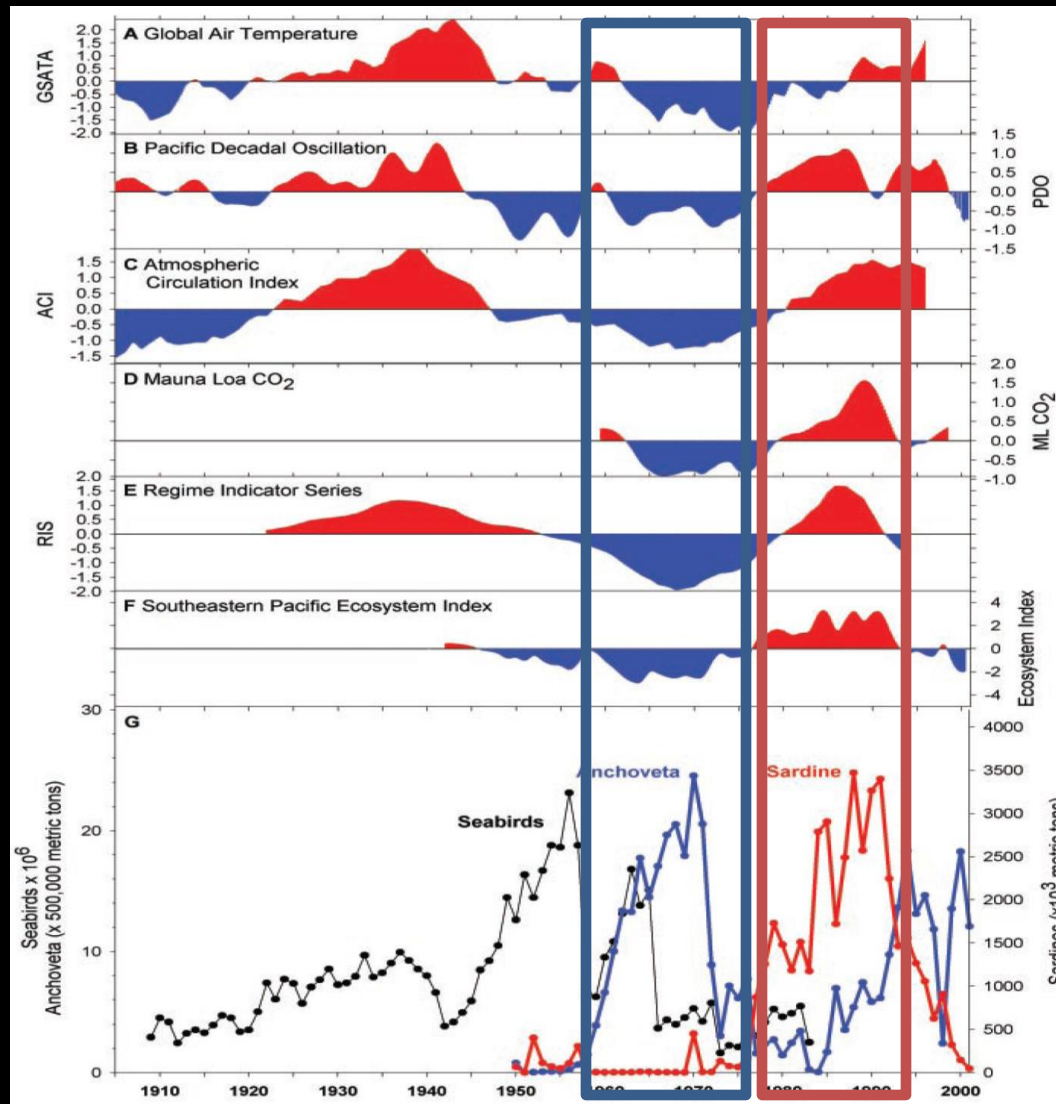 A Global Air Temperature
GSATA
2.0
1.5
1.0
0.5
0.0
-0.5
-1.0
-1.5
-2.0
B Pacific Decadal Oscillation
PDO
1.5
1.0
0.5
0.0
-0.5
-1.0
-1.5
C Atmospheric
Circulation Index
ACI
1.5
1.0
0.5
0.0
-0.5
-1.0
-1.5
D Mauna Loa CO2
ML CO2
2.0
1.5
1.0
0.5
0.0
-0.5
-1.0
E Regime Indicator Series
RIS
2.0
1.5
1.0
0.5
0.0
-0.5
-1.0
-1.5
-2.0
F Southeastern Pacific Ecosystem Index
Ecosystem Index
4
2
0
-2
-4
G
Seabirds x 10^6
Anchoveta (x 500,000 metric tons)
30
20
10
0
Seabirds
Anchoveta
Sardine
4000
3500
3000
2500
2000
1500
1000
500
0
Sardines (x10^3 metric tons)
1910 1920 1930 1940 1950 1960 1970 1980 1990 2000